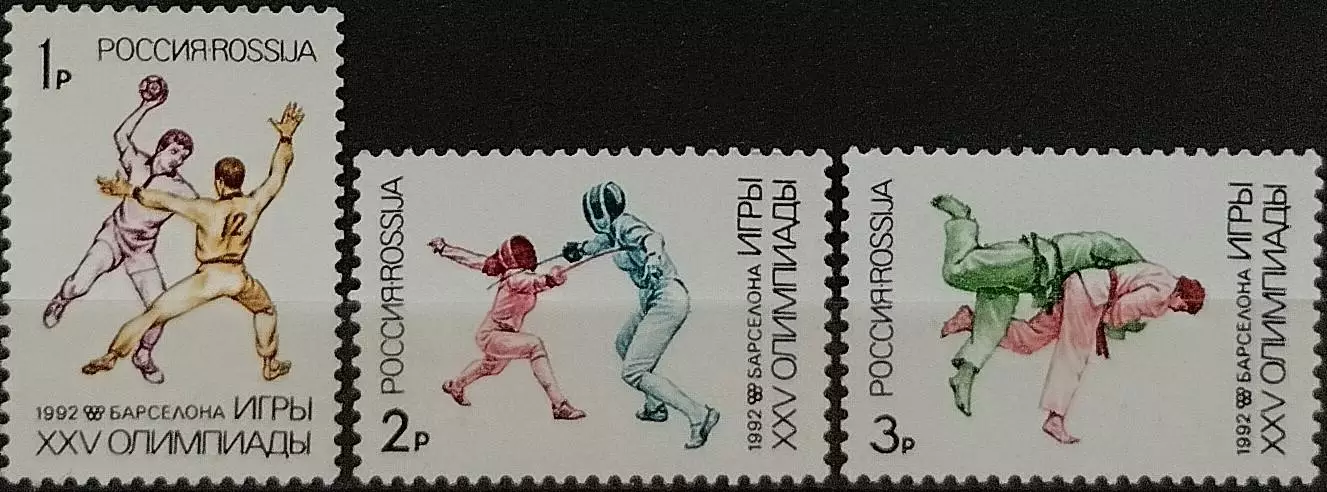 1р
РОССИЯ·ROSSIJA
12
1992 БАРСЕЛОНА ИГРЫ
XXV ОЛИМПИАДЫ
РОССИЯ·ROSSIJA
2р
1992 БАРСЕЛОНА ИГРЫ
XXV ОЛИМПИАДЫ
РОССИЯ·ROSSIJA
3р
1992 БАРСЕЛОНА ИГРЫ
XXV ОЛИМПИАДЫ